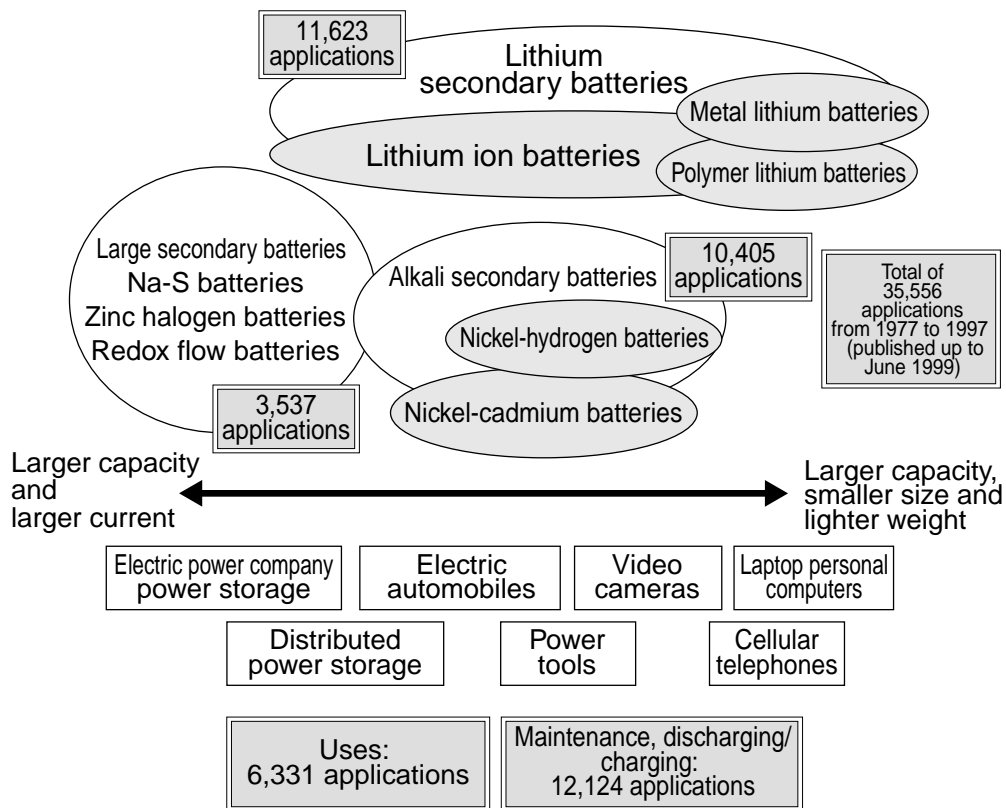 11,623
applications
Lithium
secondary batteries
Metal lithium batteries
Lithium ion batteries
Polymer lithium batteries
Large secondary batteries
Na-S batteries
Zinc halogen batteries
Redox flow batteries
3,537
applications
Alkali secondary batteries
10,405
applications
Nickel-hydrogen batteries
Nickel-cadmium batteries
Total of
35,556
applications
from 1977 to 1997
(published up to
June 1999)
Larger capacity
and
larger current
Larger capacity,
smaller size and
lighter weight
Electric power company
power storage
Electric
automobiles
Video
cameras
Laptop personal
computers
Distributed
power storage
Power
tools
Cellular
telephones
Uses:
6,331 applications
Maintenance, discharging/
charging:
12,124 applications